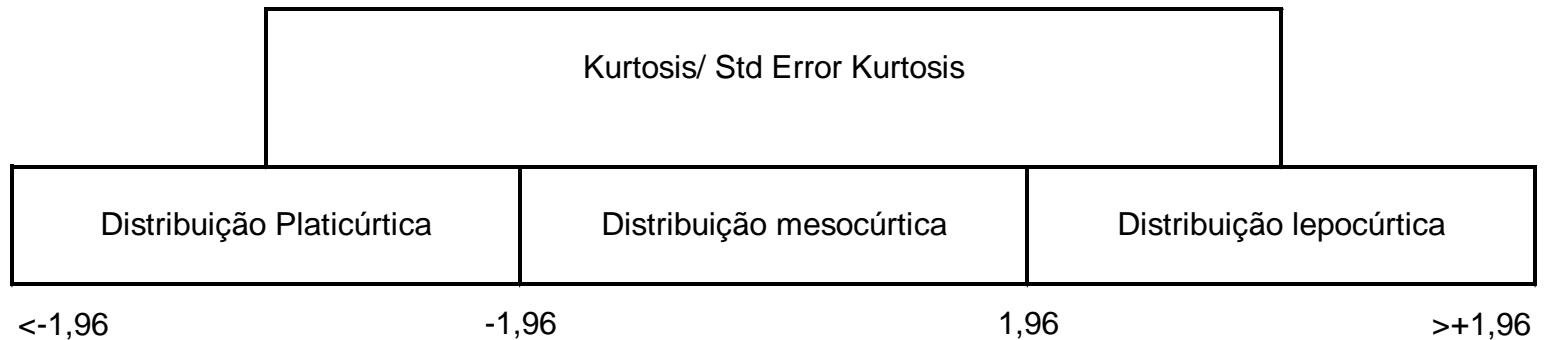 Kurtosis/ Std Error Kurtosis
Distribuição Platicúrtica Distribuição mesocúrtica Distribuição lepocúrtica
<-1,96 -1,96 1,96 >+1,96